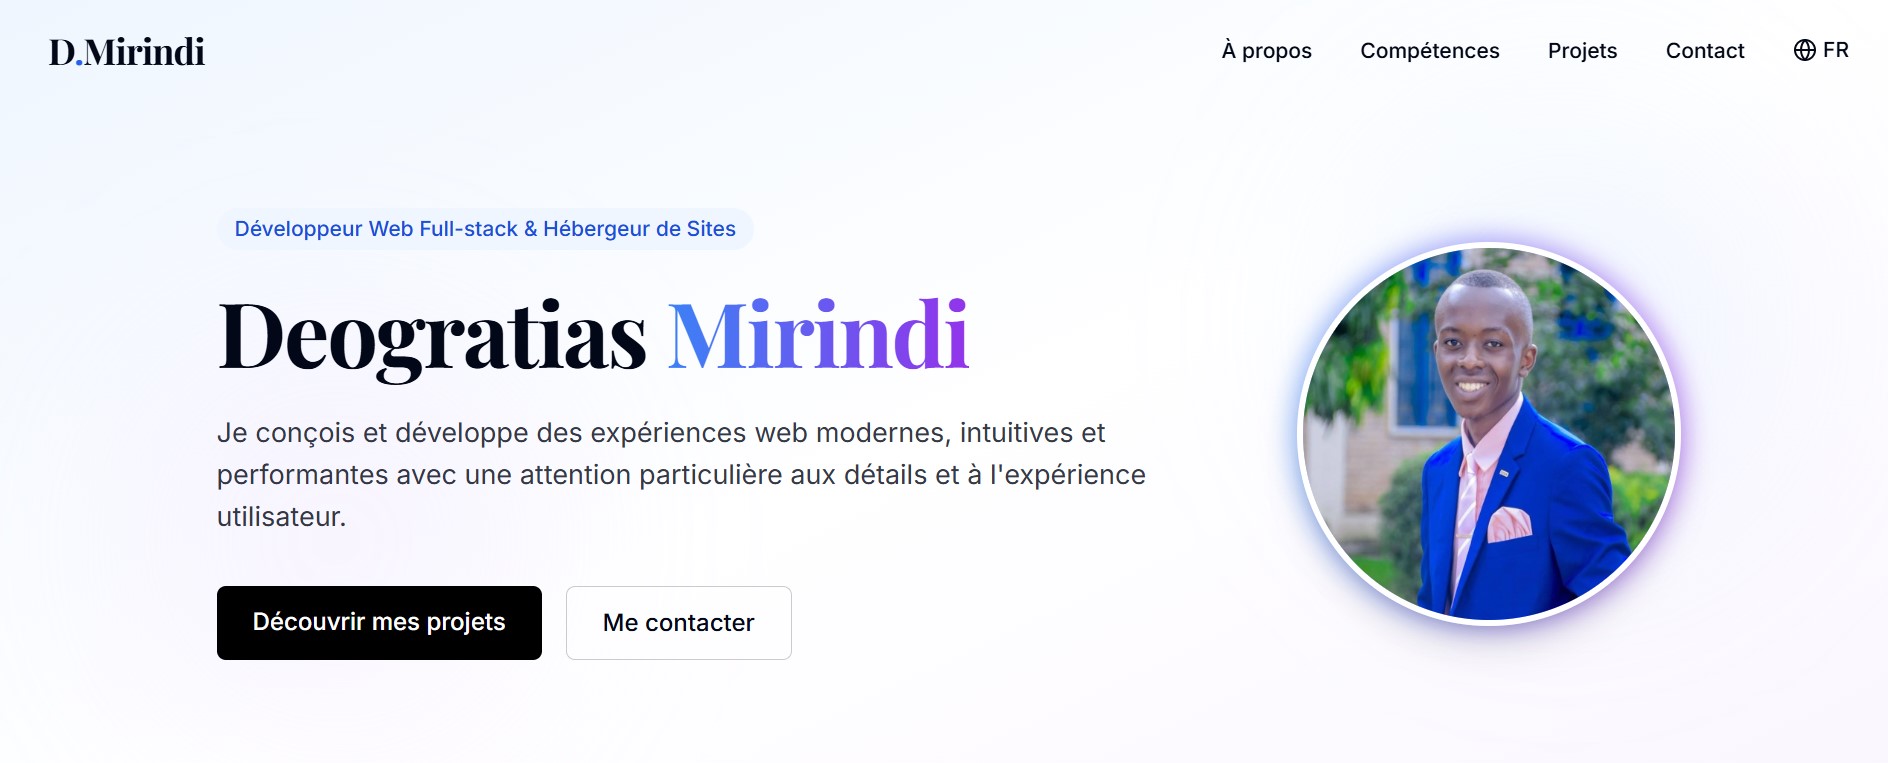 D.Mirindi
À propos
Compétences
Projets
Contact
FR
Développeur Web Full-stack & Hébergeur de Sites
Deogratias Mirindi
Je conçois et développe des expériences web modernes, intuitives et
performantes avec une attention particulière aux détails et à l'expérience
utilisateur.
Découvrir mes projets
Me contacter